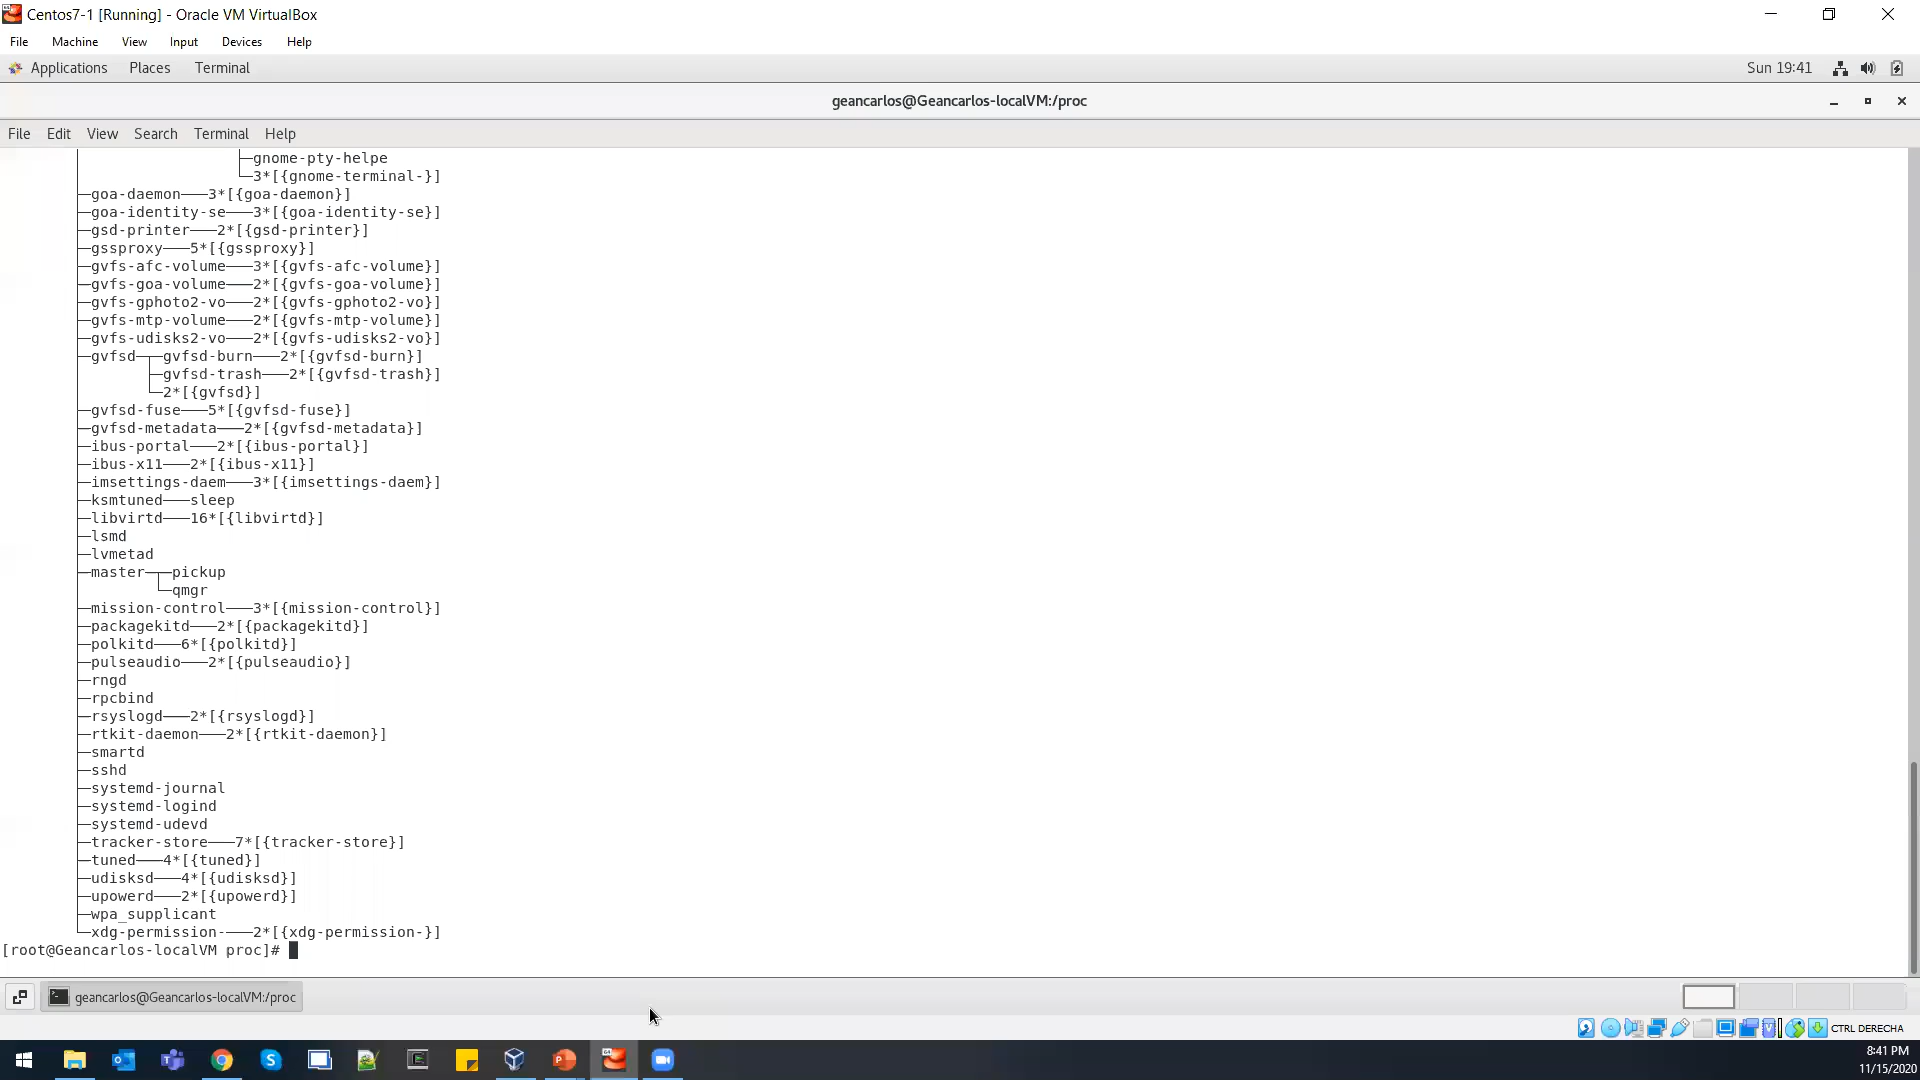 Centos7-1 [Running] - Oracle VM VirtualBox
File Machine View Input Devices Help
Applications Places Terminal Sun 19:41
geancarlos@Geancarlos-localVM:/proc
File Edit View Search Terminal Help
├─gnome-pty-helpe
└─3*[{gnome-terminal-}]
├─goa-daemon───3*[{goa-daemon}]
├─goa-identity-se───3*[{goa-identity-se}]
├─gsd-printer───2*[{gsd-printer}]
├─gssproxy───5*[{gssproxy}]
├─gvfs-afc-volume───3*[{gvfs-afc-volume}]
├─gvfs-goa-volume───2*[{gvfs-goa-volume}]
├─gvfs-gphoto2-vo───2*[{gvfs-gphoto2-vo}]
├─gvfs-mtp-volume───2*[{gvfs-mtp-volume}]
├─gvfs-udisks2-vo───2*[{gvfs-udisks2-vo}]
├─gvfsd─┬─gvfsd-burn───2*[{gvfsd-burn}]
├─gvfsd-trash───2*[{gvfsd-trash}]
└─2*[{gvfsd}]
├─gvfsd-fuse───5*[{gvfsd-fuse}]
├─gvfsd-metadata───2*[{gvfsd-metadata}]
├─ibus-portal───2*[{ibus-portal}]
├─ibus-x11───2*[{ibus-x11}]
├─imsettings-daem───3*[{imsettings-daem}]
├─ksmtuned───sleep
├─libvirtd───16*[{libvirtd}]
├─lsmd
├─lvmetad
├─master─┬─pickup
└─qmgr
├─mission-control───3*[{mission-control}]
├─packagekitd───2*[{packagekitd}]
├─polkitd───6*[{polkitd}]
├─pulseaudio───2*[{pulseaudio}]
├─rngd
├─rpcbind
├─rsyslogd───2*[{rsyslogd}]
├─rtkit-daemon───2*[{rtkit-daemon}]
├─smartd
├─sshd
├─systemd-journal
├─systemd-logind
├─systemd-udevd
├─tracker-store───7*[{tracker-store}]
├─tuned───4*[{tuned}]
├─udisksd───4*[{udisksd}]
├─upowerd───2*[{upowerd}]
├─wpa_supplicant
└─xdg-permission-───2*[{xdg-permission-}]
[root@Geancarlos-localVM proc]#
geancarlos@Geancarlos-localVM:/proc
CTRL DERECHA
8:41 PM
11/15/2020